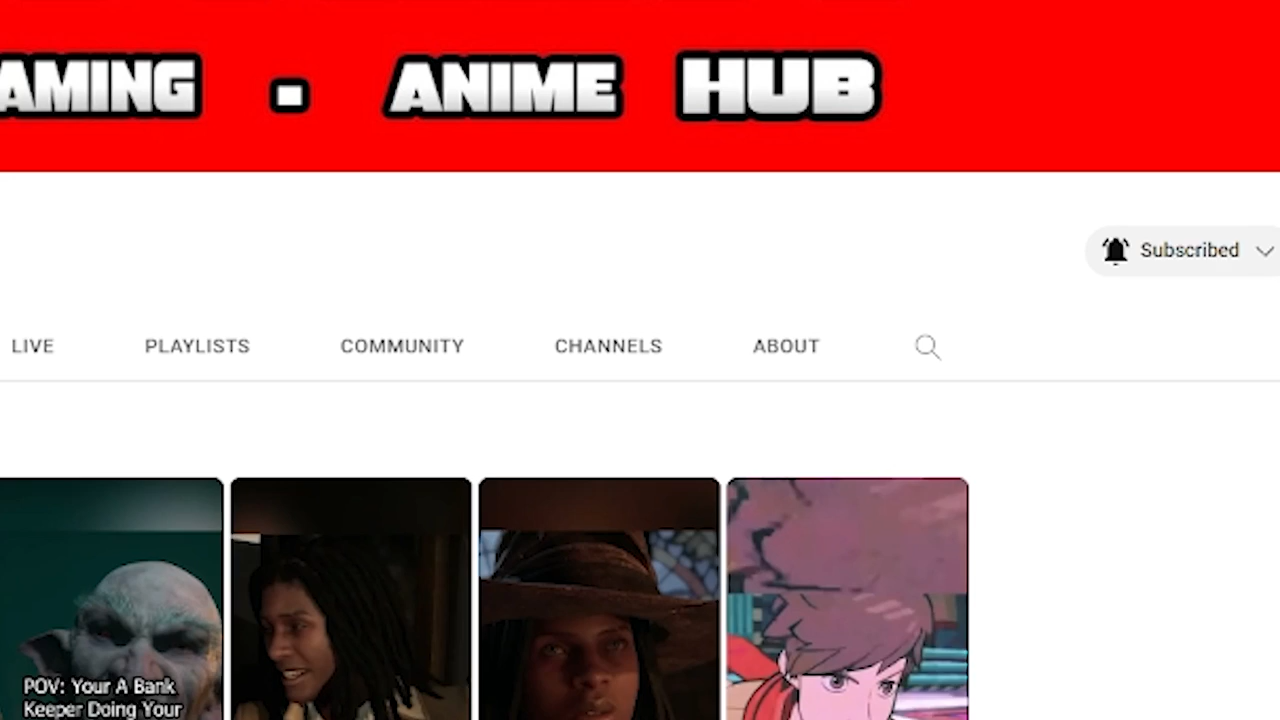 AMING · ANIME HUB
Subscribed
LIVE PLAYLISTS COMMUNITY CHANNELS ABOUT
POV: Your A Bank
Keeper Doing Your